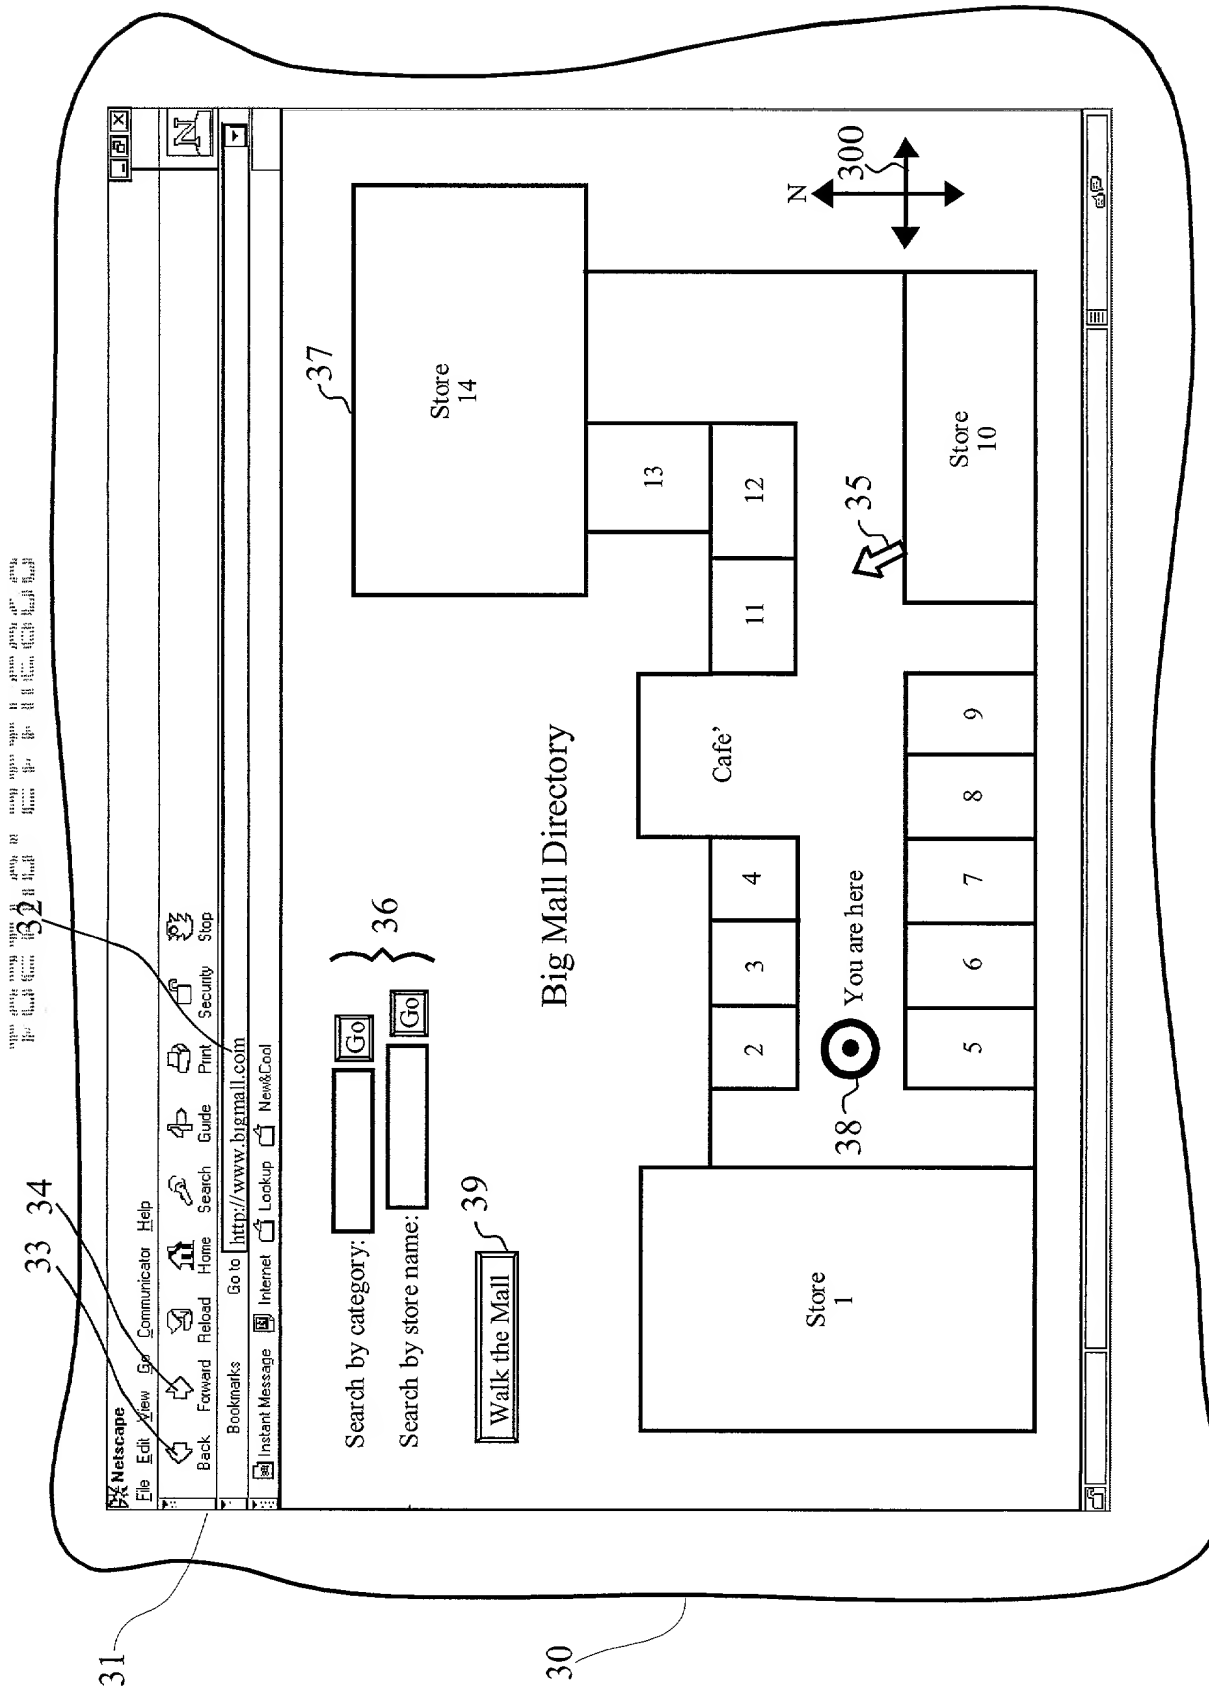 31
33
34
32
Netscape
File Edit View Go Communicator Help
Back Forward Reload Home Search Guide Print Security Stop
N
Bookmarks Go to http://www.bigmall.com
Instant Message Internet Lookup New&Cool
Search by category: Go
Search by store name: Go
36
Walk the Mall
39
Big Mall Directory
37
Store
14
13
Store
1
2
3
4
Cafe'
11
12
38
You are here
35
N
300
5
6
7
8
9
Store
10
30